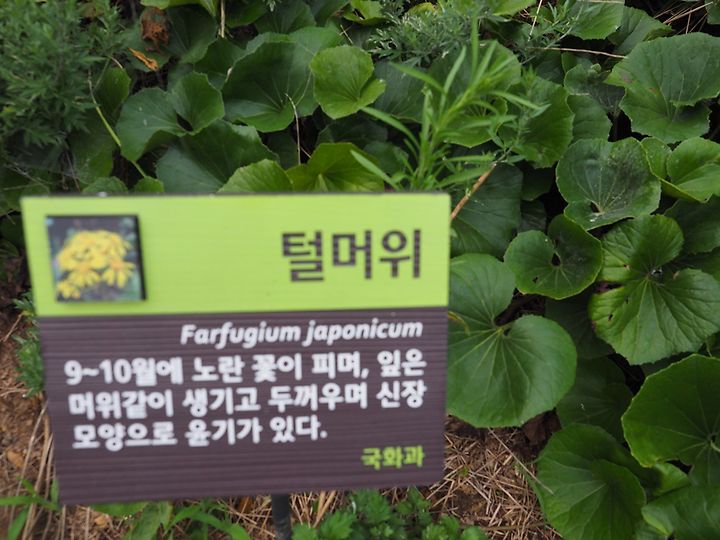 털머위
Farfugium japonicum
9~10월에 노란 꽃이 피며, 잎은
머위같이 생기고 두꺼우며 신장
모양으로 윤기가 있다.
국화과